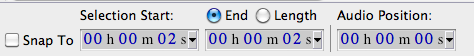 Selection Start: End Length Audio Position:
Snap To 00 h 00 m 02 s 00 h 00 m 02 s 00 h 00 m 00 s